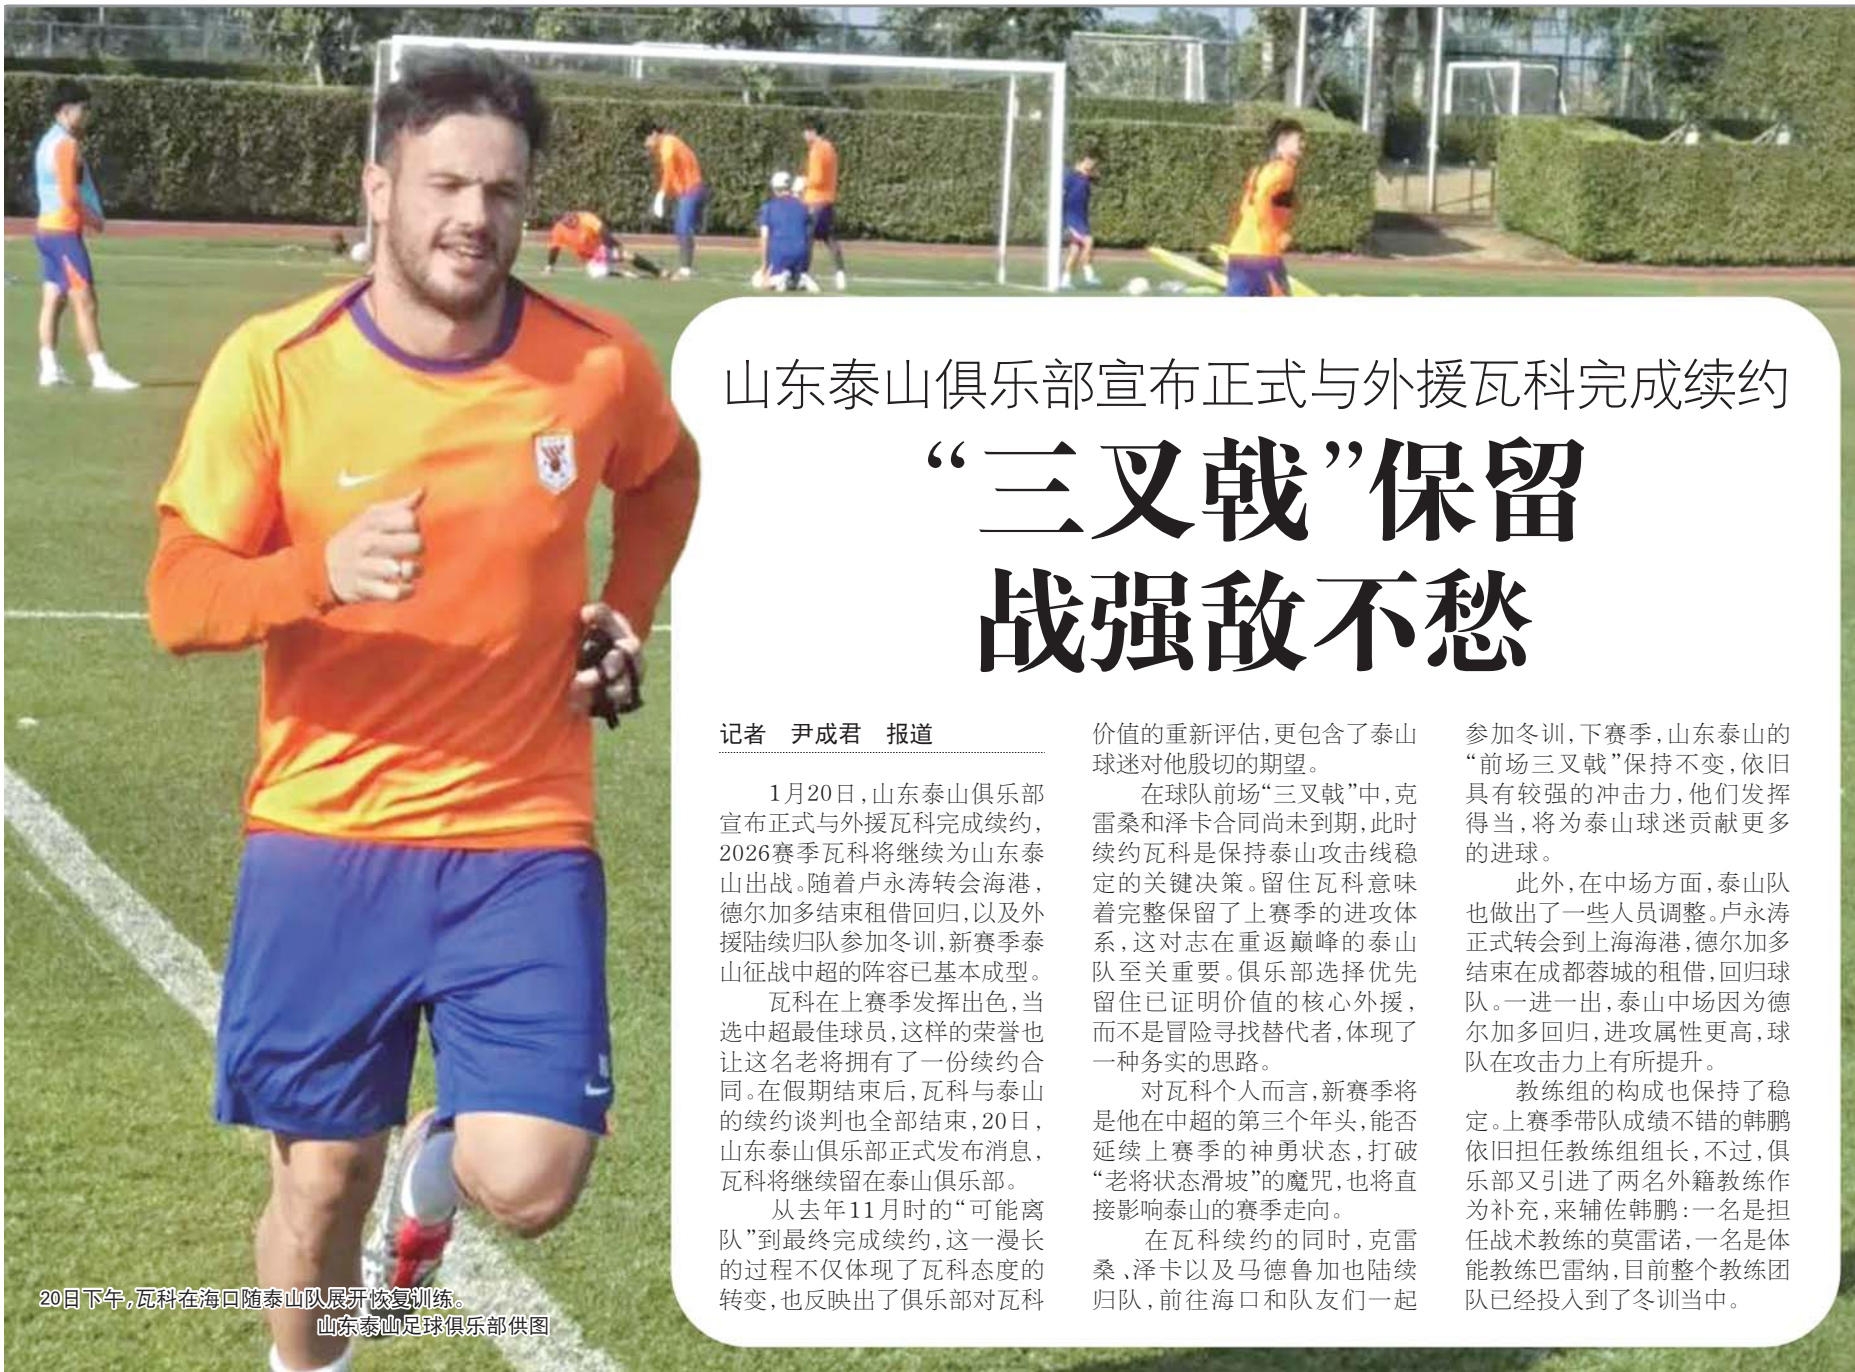 山东泰山俱乐部宣布正式与外援瓦科完成续约
“三叉戟”保留
战强敌不愁
记者 尹成君 报道
1月20日,山东泰山俱乐部
宣布正式与外援瓦科完成续约,
2026赛季瓦科将继续为山东泰
山出战。随着卢永涛转会海港,
德尔加多结束租借回归,以及外
援陆续归队参加冬训,新赛季泰
山征战中超的阵容已基本成型。
瓦科在上赛季发挥出色,当
选中超最佳球员,这样的荣誉也
让这名老将拥有了一份续约合
同。在假期结束后,瓦科与泰山
的续约谈判也全部结束,20日,
山东泰山俱乐部正式发布消息,
瓦科将继续留在泰山俱乐部。
从去年11月时的“可能离
队”到最终完成续约,这一漫长
的过程不仅体现了瓦科态度的
转变,也反映出了俱乐部对瓦科
价值的重新评估,更包含了泰山
球迷对他殷切的期望。
在球队前场“三叉戟”中,克
雷桑和泽卡合同尚未到期,此时
续约瓦科是保持泰山攻击线稳
定的关键决策。留住瓦科意味
着完整保留了上赛季的进攻体
系,这对志在重返巅峰的泰山
队至关重要。俱乐部选择优先
留住已证明价值的核心外援,
而不是冒险寻找替代者,体现了
一种务实的思路。
对瓦科个人而言,新赛季将
是他在中超的第三个年头,能否
延续上赛季的神勇状态,打破
“老将状态滑坡”的魔咒,也将直
接影响泰山的赛季走向。
在瓦科续约的同时,克雷
桑、泽卡以及马德鲁加也陆续
归队,前往海口和队友们一起
参加冬训,下赛季,山东泰山的
“前场三叉戟”保持不变,依旧
具有较强的冲击力,他们发挥
得当,将为泰山球迷贡献更多
的进球。
此外,在中场方面,泰山队
也做出了一些人员调整。卢永涛
正式转会到上海海港,德尔加多
结束在成都蓉城的租借,回归球
队。一进一出,泰山中场因为德
尔加多回归,进攻属性更高,球
队在攻击力上有所提升。
教练组的构成也保持了稳
定。上赛季带队成绩不错的韩鹏
依旧担任教练组组长,不过,俱
乐部又引进了两名外籍教练作
为补充,来辅佐韩鹏:一名是担
任战术教练的莫雷诺,一名是体
能教练巴雷纳,目前整个教练团
队已经投入到了冬训当中。
20日下午,瓦科在海口随泰山队展开恢复训练。
山东泰山足球俱乐部供图